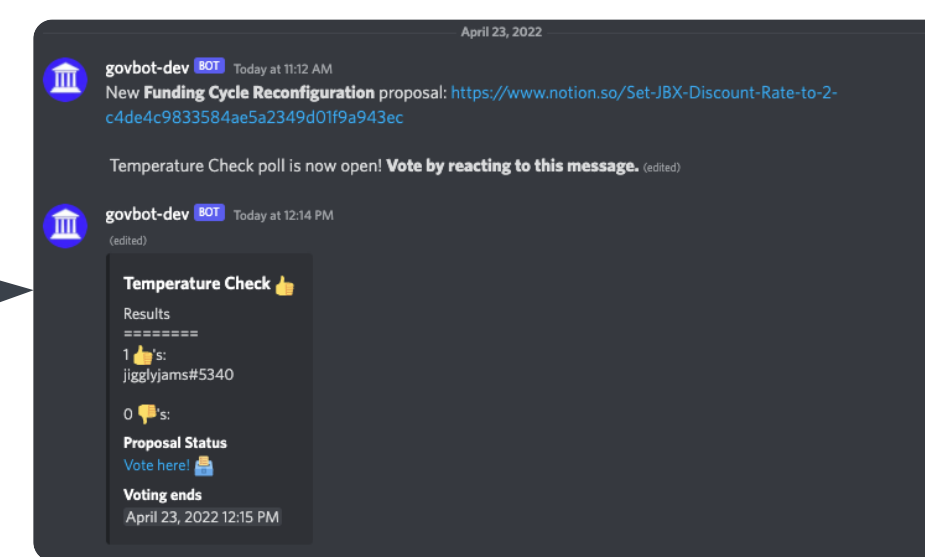 April 23, 2022
govbot-dev BOT Today at 11:12 AM
New Funding Cycle Reconfiguration proposal: https://www.notion.so/Set-JBX-Discount-Rate-to-2-
c4de4c9833584ae5a2349d01f9a943ec
Temperature Check poll is now open! Vote by reacting to this message. (edited)
govbot-dev BOT Today at 12:14 PM
(edited)
Temperature Check 👍
Results
========
1 👍's:
jigglyjams#5340
0 👎's:
Proposal Status
Vote here! 🗳
Voting ends
April 23, 2022 12:15 PM